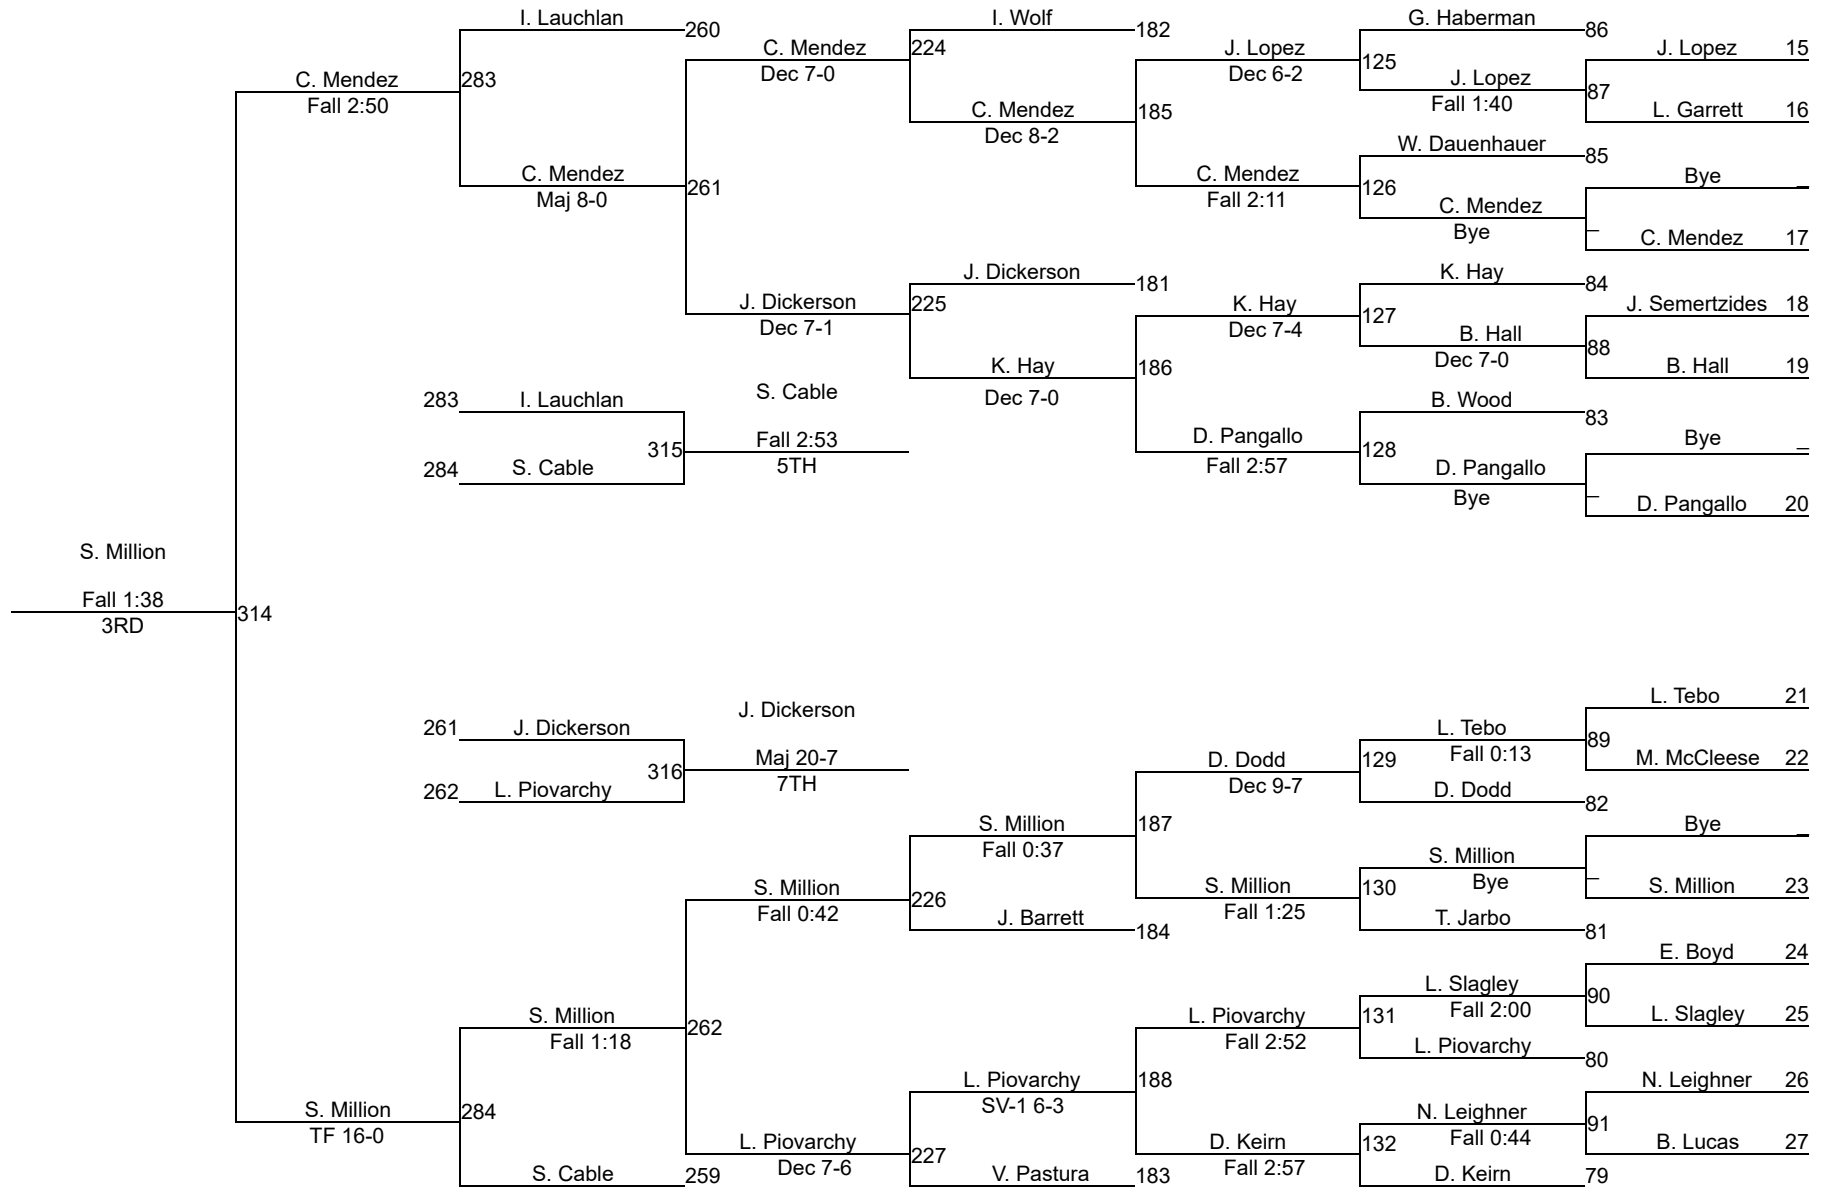 I. Lauchlan
260
I. Wolf
182
G. Haberman
86
C. Mendez
Dec 7-0
224
J. Lopez
Dec 6-2
125
J. Lopez 15
C. Mendez
Fall 2:50
283
J. Lopez
Fall 1:40
87
C. Mendez
Dec 8-2
185
L. Garrett 16
W. Dauenhauer
85
C. Mendez
Maj 8-0
261
C. Mendez
Fall 2:11
126
Bye _
C. Mendez
Bye
_
C. Mendez 17
J. Dickerson
181
K. Hay
84
J. Dickerson
Dec 7-1
225
K. Hay
Dec 7-4
127
J. Semertzides 18
B. Hall
Dec 7-0
88
K. Hay
Dec 7-0
186
B. Hall 19
283 I. Lauchlan
S. Cable
B. Wood
83
315
Fall 2:53
5TH
D. Pangallo
Fall 2:57
128
Bye _
284 S. Cable
D. Pangallo
Bye
_
D. Pangallo 20
S. Million
Fall 1:38
3RD
314
L. Tebo 21
261 J. Dickerson
J. Dickerson
L. Tebo
Fall 0:13
89
316
Maj 20-7
7TH
D. Dodd
Dec 9-7
129
M. McCleese 22
262 L. Piovarchy
D. Dodd
82
S. Million
Fall 0:37
187
Bye _
S. Million
Bye
_
S. Million
Fall 0:42
226
S. Million
Fall 1:25
130
S. Million 23
J. Barrett
184
T. Jarbo
81
E. Boyd 24
L. Slagley
Fall 2:00
90
S. Million
Fall 1:18
262
L. Piovarchy
Fall 2:52
131
L. Slagley 25
L. Piovarchy
80
L. Piovarchy
SV-1 6-3
188
N. Leighner 26
S. Million
TF 16-0
284
N. Leighner
Fall 0:44
91
L. Piovarchy
Dec 7-6
227
D. Keirn
Fall 2:57
132
B. Lucas 27
S. Cable
259
V. Pastura
183
D. Keirn
79